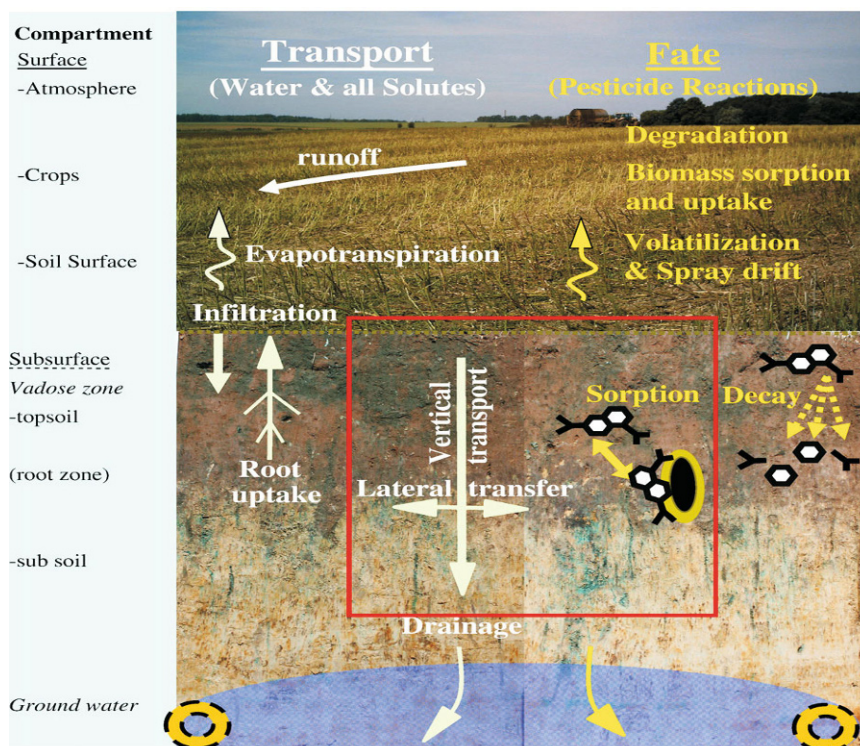 Compartment
Surface
-Atmosphere
-Crops
-Soil Surface
Subsurface
Vadose zone
-topsoil
(root zone)
-sub soil
Ground water
Transport
(Water & all Solutes)
runoff
Evapotranspiration
Infiltration
Root
uptake
Vertical
transport
Lateral transfer
Drainage
Fate
(Pesticide Reactions)
Degradation
Biomass sorption
and uptake
Volatilization
& Spray drift
Sorption
Decay